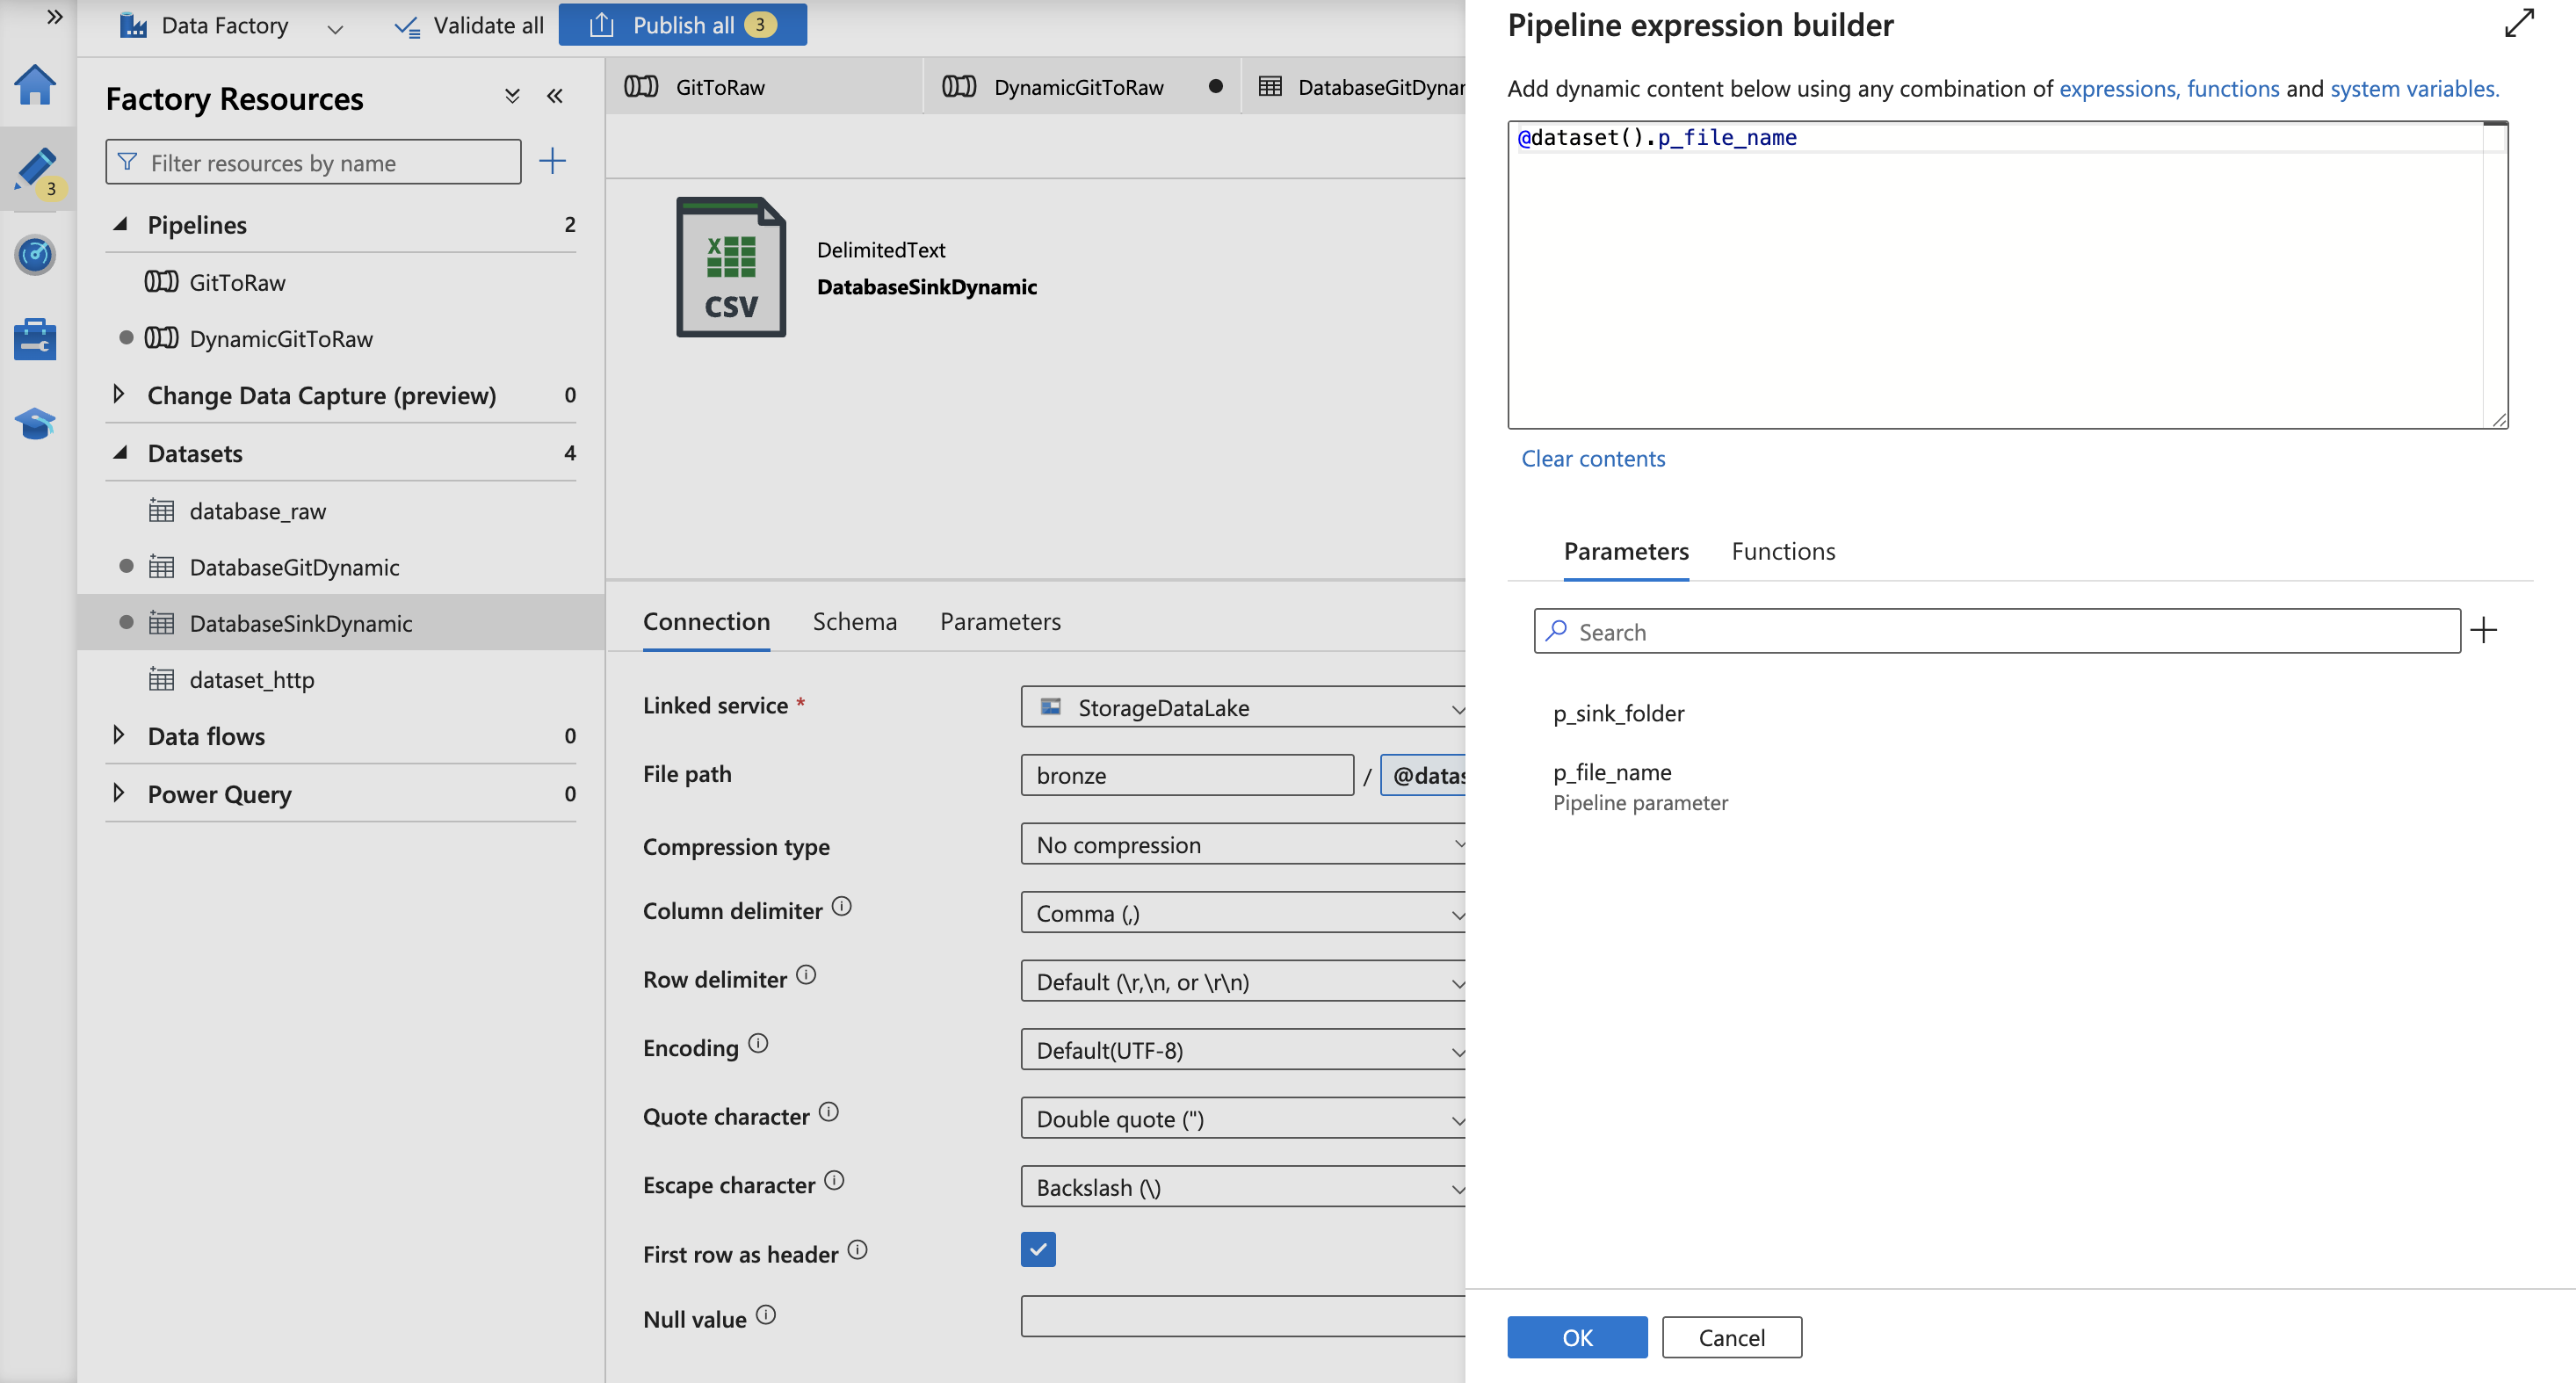 Data Factory
Validate all
Publish all 3
Factory Resources
Filter resources by name
3
Pipelines 2
GitToRaw
DynamicGitToRaw
Change Data Capture (preview) 0
Datasets 4
database_raw
DatabaseGitDynamic
DatabaseSinkDynamic
dataset_http
Data flows 0
Power Query 0
GitToRaw
DynamicGitToRaw
DatabaseGitDynar
X
CSV
DelimitedText
DatabaseSinkDynamic
Connection Schema Parameters
Linked service *
StorageDataLake
File path
bronze / @datas
Compression type
No compression
Column delimiter
Comma (,)
Row delimiter
Default (\r,\n, or \r\n)
Encoding
Default(UTF-8)
Quote character
Double quote (")
Escape character
Backslash (\)
First row as header
Null value
Pipeline expression builder
Add dynamic content below using any combination of expressions, functions and system variables.
@dataset().p_file_name
Clear contents
Parameters Functions
Search
p_sink_folder
p_file_name
Pipeline parameter
OK Cancel